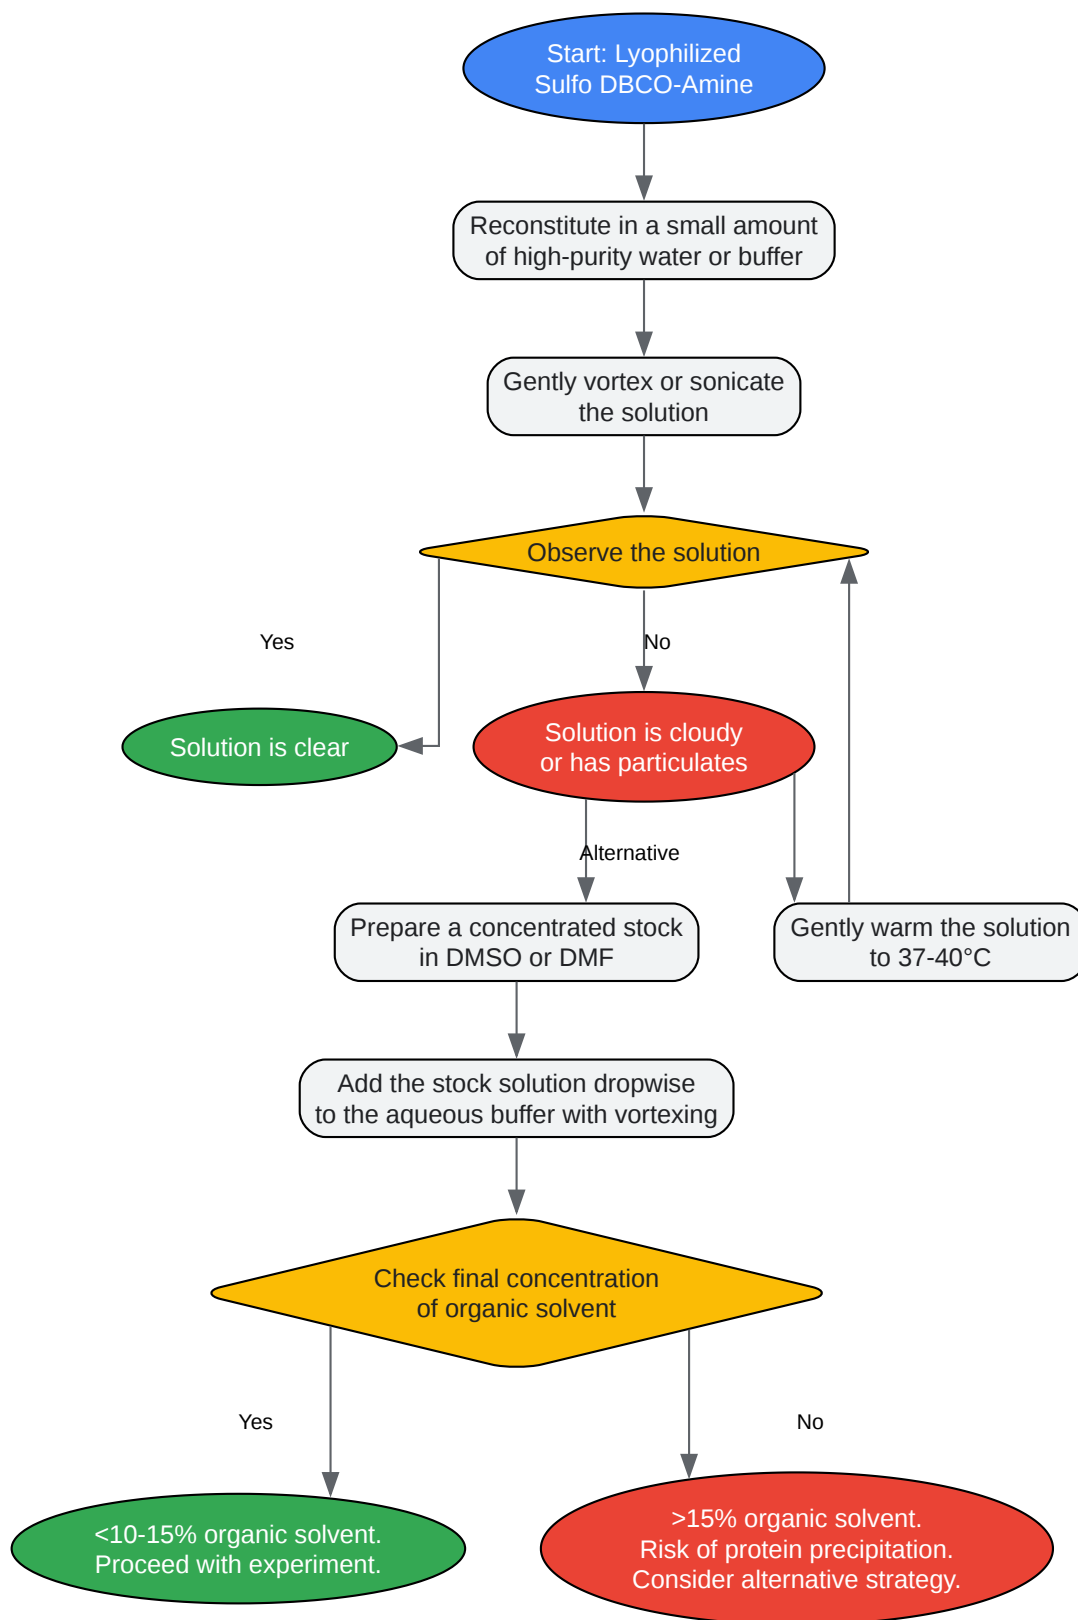 Start: Lyophilized
Sulfo DBCO-Amine
Reconstitute in a small amount
of high-purity water or buffer
Gently vortex or sonicate
the solution
Observe the solution
Yes
No
Solution is clear
Solution is cloudy
or has particulates
Alternative
Prepare a concentrated stock
in DMSO or DMF
Gently warm the solution
to 37-40°C
Add the stock solution dropwise
to the aqueous buffer with vortexing
Check final concentration
of organic solvent
Yes
No
<10-15% organic solvent.
Proceed with experiment.
>15% organic solvent.
Risk of protein precipitation.
Consider alternative strategy.